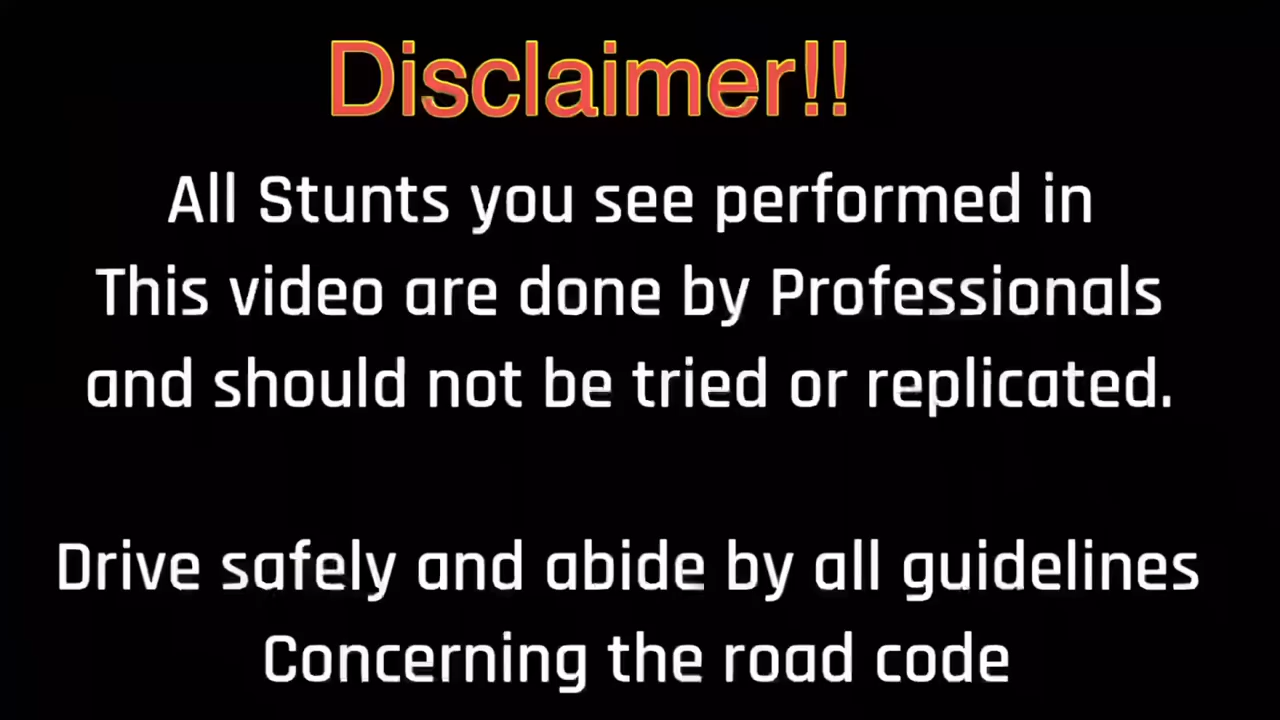 Disclaimer!!
All Stunts you see performed in
This video are done by Professionals
and should not be tried or replicated.
Drive safely and abide by all guidelines
Concerning the road code